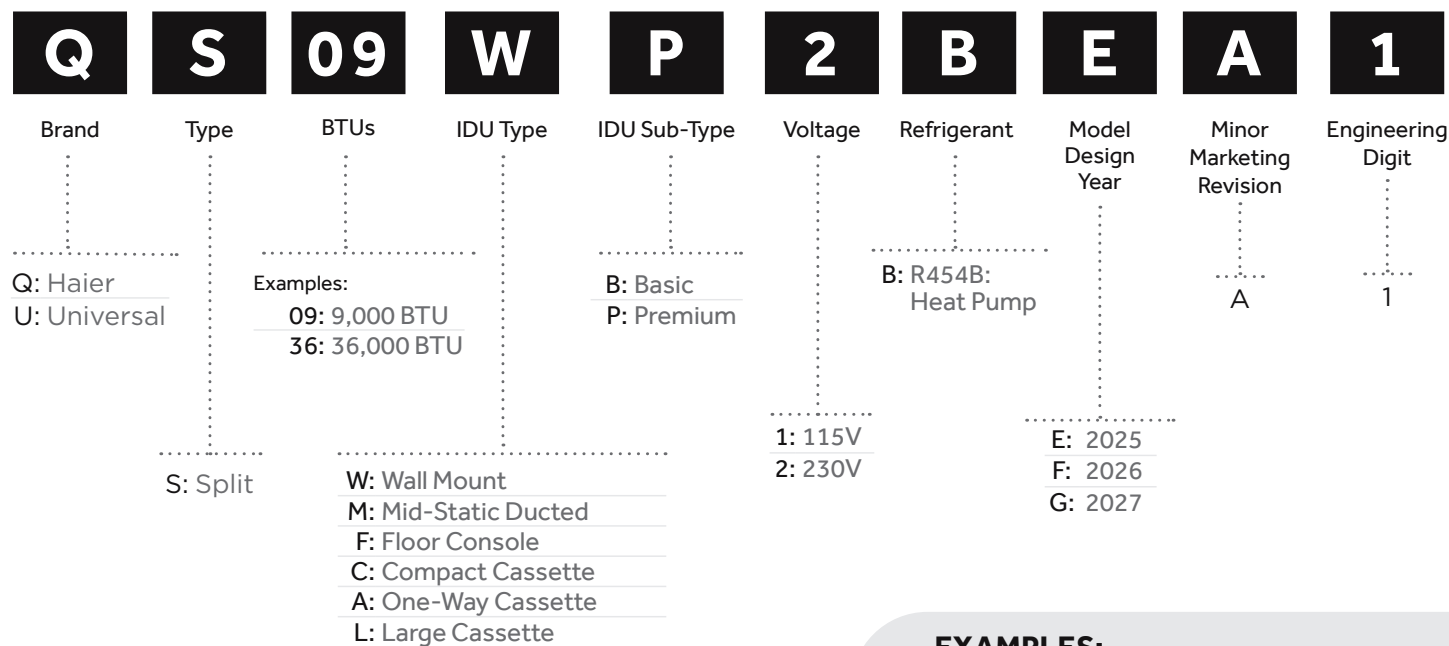 Q S 09 W P 2 B E A 1
Brand Type BTUs IDU Type IDU Sub-Type Voltage Refrigerant Model Design Year Minor Marketing Revision Engineering Digit
Q: Haier
U: Universal
S: Split
Examples:
09: 9,000 BTU
36: 36,000 BTU
W: Wall Mount
M: Mid-Static Ducted
F: Floor Console
C: Compact Cassette
A: One-Way Cassette
L: Large Cassette
B: Basic
P: Premium
1: 115V
2: 230V
B: R454B:
Heat Pump
E: 2025
F: 2026
G: 2027
A
1
EXAMPLES: